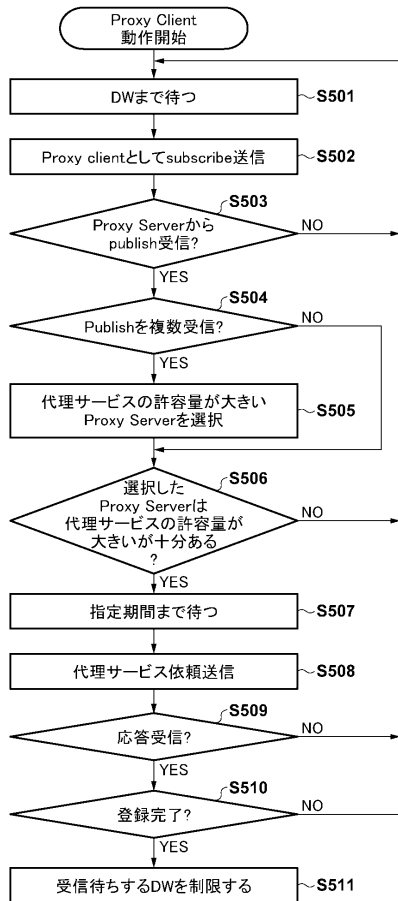 Proxy Client
動作開始
DWまで待つ
S501
Proxy clientとしてsubscribe送信
S502
S503
Proxy Serverから
publish受信?
NO
YES
S504
Publishを複数受信?
NO
YES
代理サービスの許容量が大きい
Proxy Serverを選択
S505
S506
選択した
Proxy Serverは
代理サービスの許容量が
大きいが十分ある
?
NO
YES
指定期間まで待つ
S507
代理サービス依頼送信
S508
S509
応答受信?
NO
YES
S510
登録完了?
NO
YES
受信待ちするDWを制限する
S511